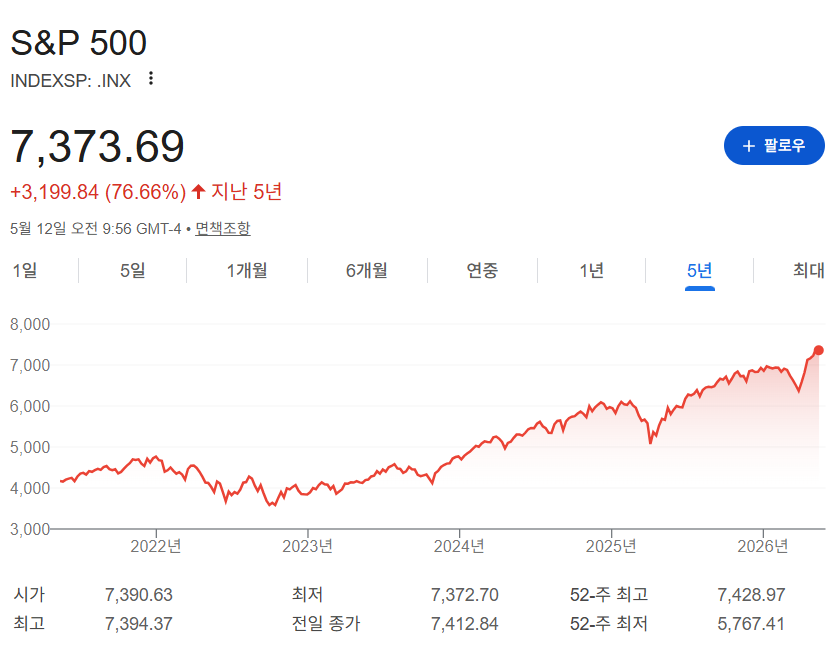 S&P 500
INDEXSP: .INX
7,373.69
+ 팔로우
+3,199.84 (76.66%) ↑ 지난 5년
5월 12일 오전 9:56 GMT-4 • 면책조항
1일 5일 1개월 6개월 연중 1년 5년 최대
8,000
7,000
6,000
5,000
4,000
3,000
2022년 2023년 2024년 2025년 2026년
시가 7,390.63 최저 7,372.70 52-주 최고 7,428.97
최고 7,394.37 전일 종가 7,412.84 52-주 최저 5,767.41